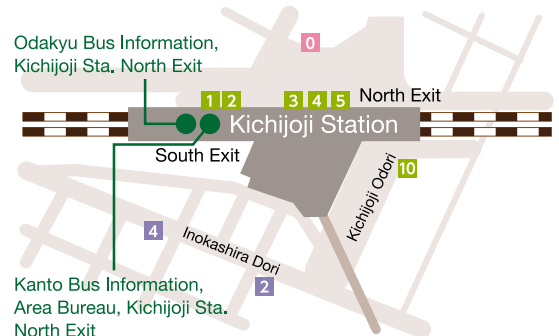 Odakyu Bus Information,
Kichijoji Sta. North Exit
0
1 2 3 4 5
North Exit
Kichijoji Station
South Exit
10
Kichijoji Odori
4
Inokashira Dori
2
Kanto Bus Information,
Area Bureau, Kichijoji Sta.
North Exit